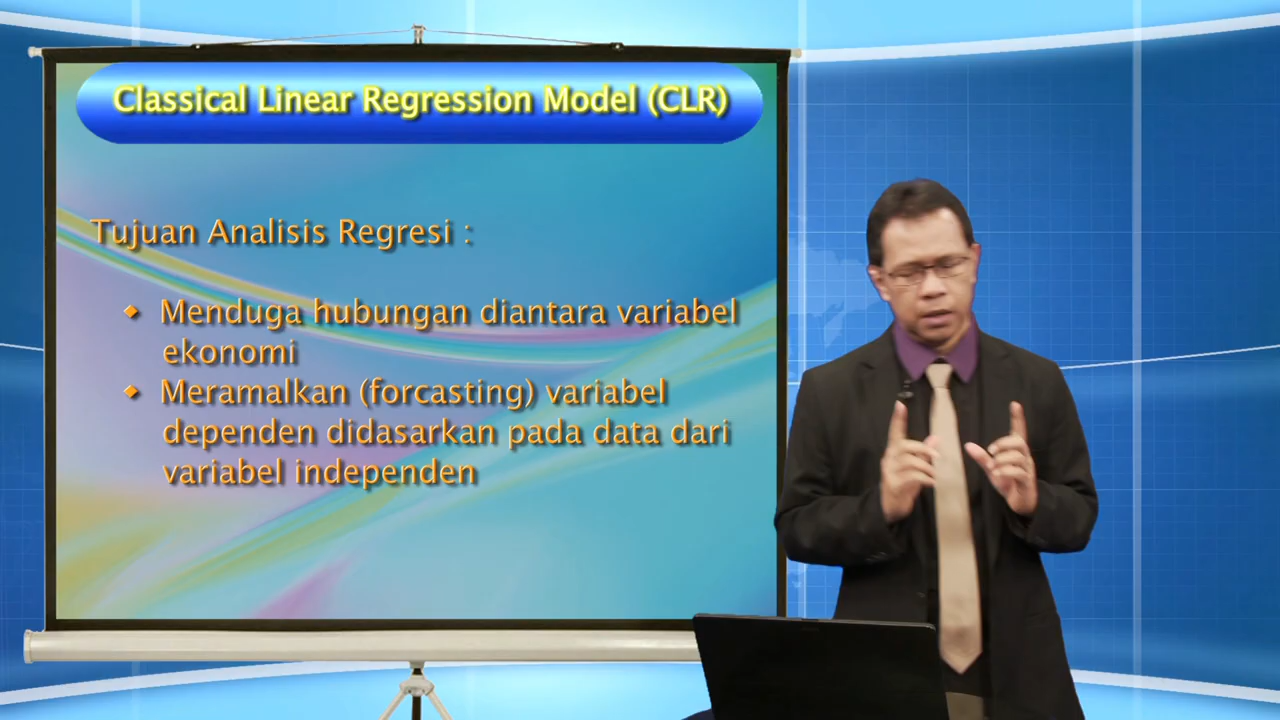 Classical Linear Regression Model (CLR)
Tujuan Analisis Regresi :
◆ Menduga hubungan diantara variabel
ekonomi
◆ Meramalkan (forcasting) variabel
dependen didasarkan pada data dari
variabel independen